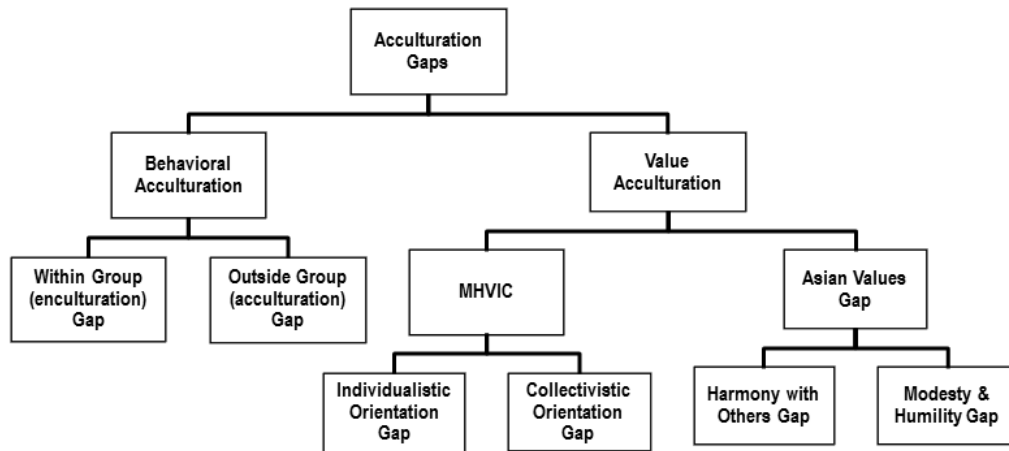 Acculturation
Gaps
Behavioral
Acculturation
Value
Acculturation
Within Group
(enculturation)
Gap
Outside Group
(acculturation)
Gap
MHVIC
Asian Values
Gap
Individualistic
Orientation
Gap
Collectivistic
Orientation
Gap
Harmony with
Others Gap
Modesty &
Humility Gap